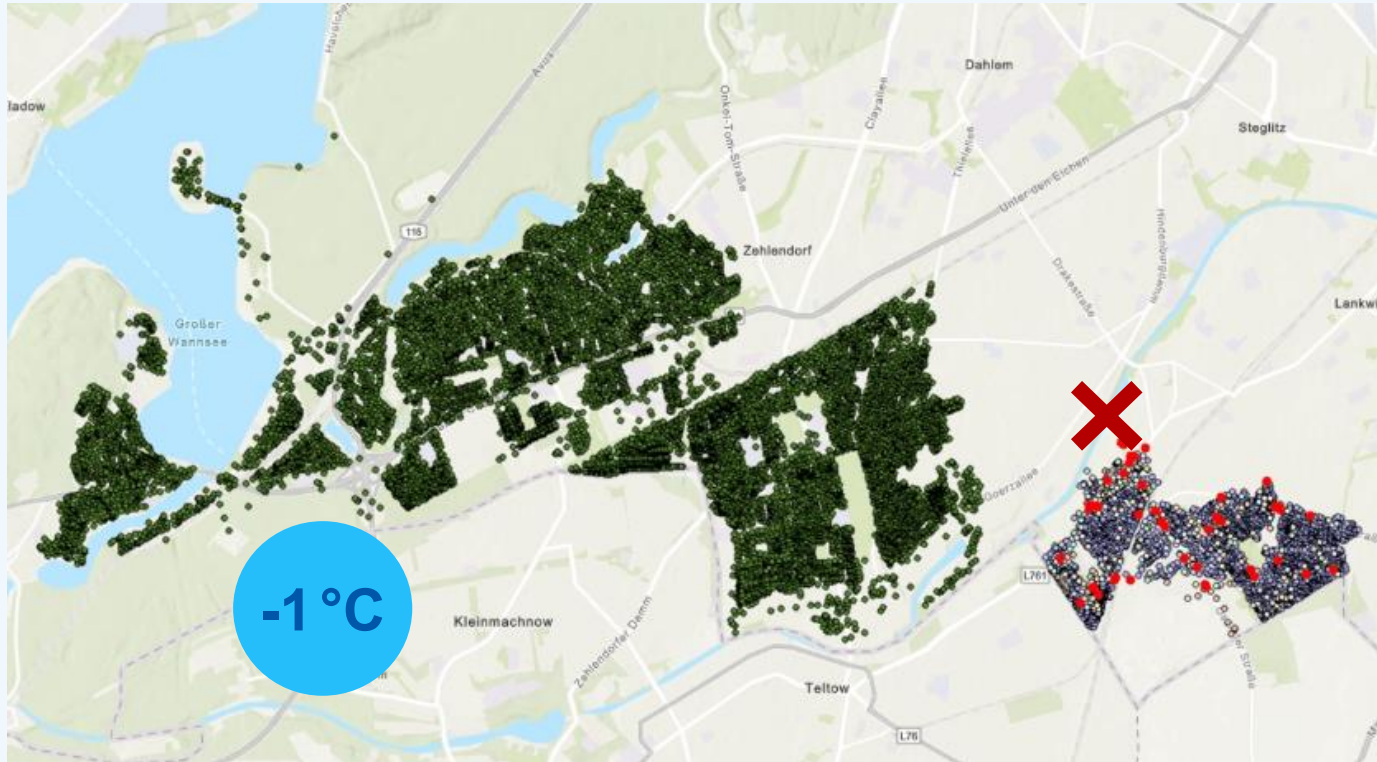 Havelchau
ladow
Avus
Dahlem
Onkel-Tom-Straße
Clayallee
Thielallee
Steglitz
Unter den Eichen
Hindenburgdamm
115
Zehlendorf
Drakestraße
Lankwi
Großer
Wannsee
Goerzallee
L761
-1 °C
Kleinmachnow
Zehlendorfer Damm
Teltow
L76